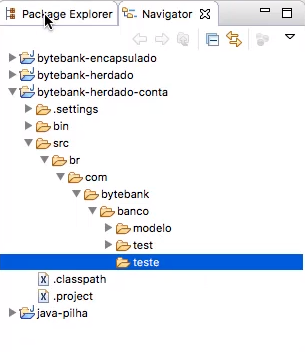 Package Explorer
Navigator
bytebank-encapsulado
bytebank-herdado
bytebank-herdado-conta
.settings
bin
src
br
com
bytebank
banco
modelo
test
teste
.classpath
.project
java-pilha